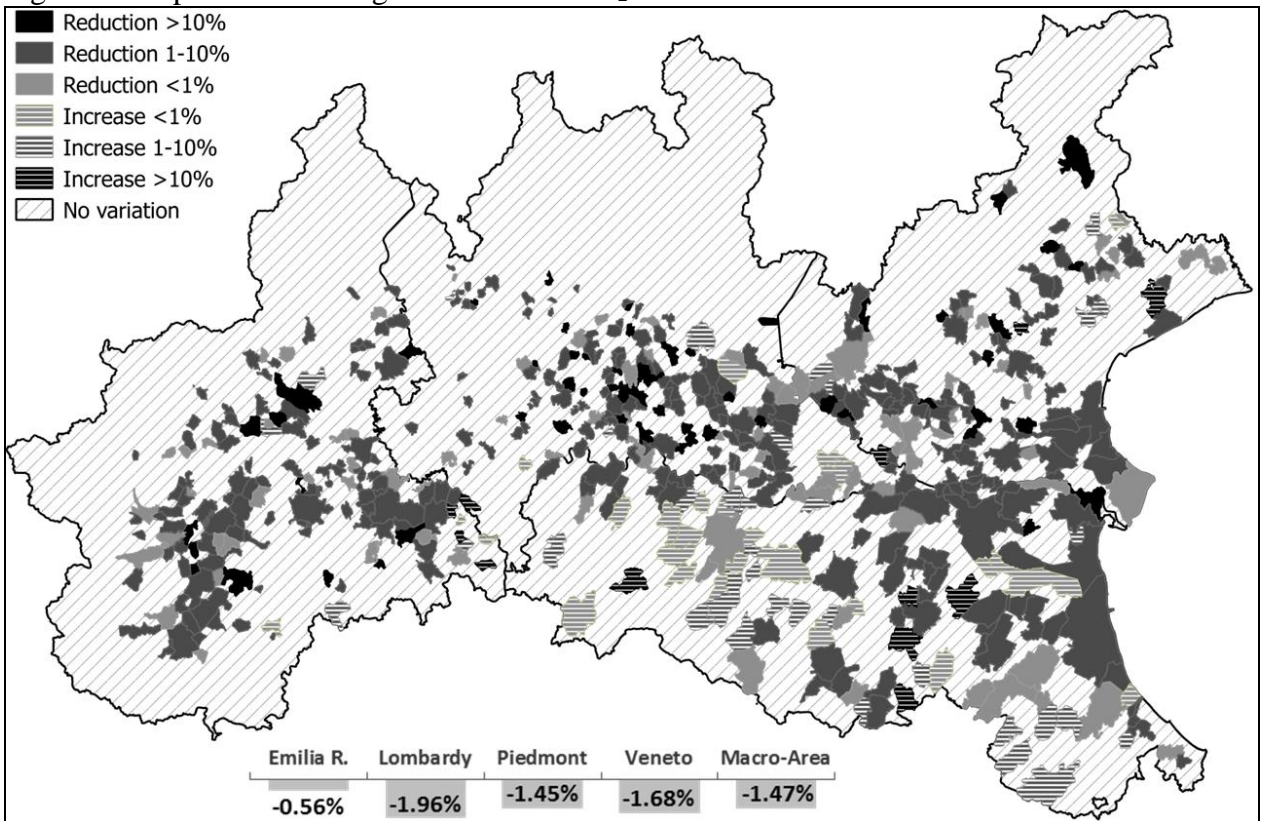 Reduction >10%
Reduction 1-10%
Reduction <1%
Increase <1%
Increase 1-10%
Increase >10%
No variation
Emilia R. Lombardy Piedmont Veneto Macro-Area
-0.56% -1.96% -1.45% -1.68% -1.47%